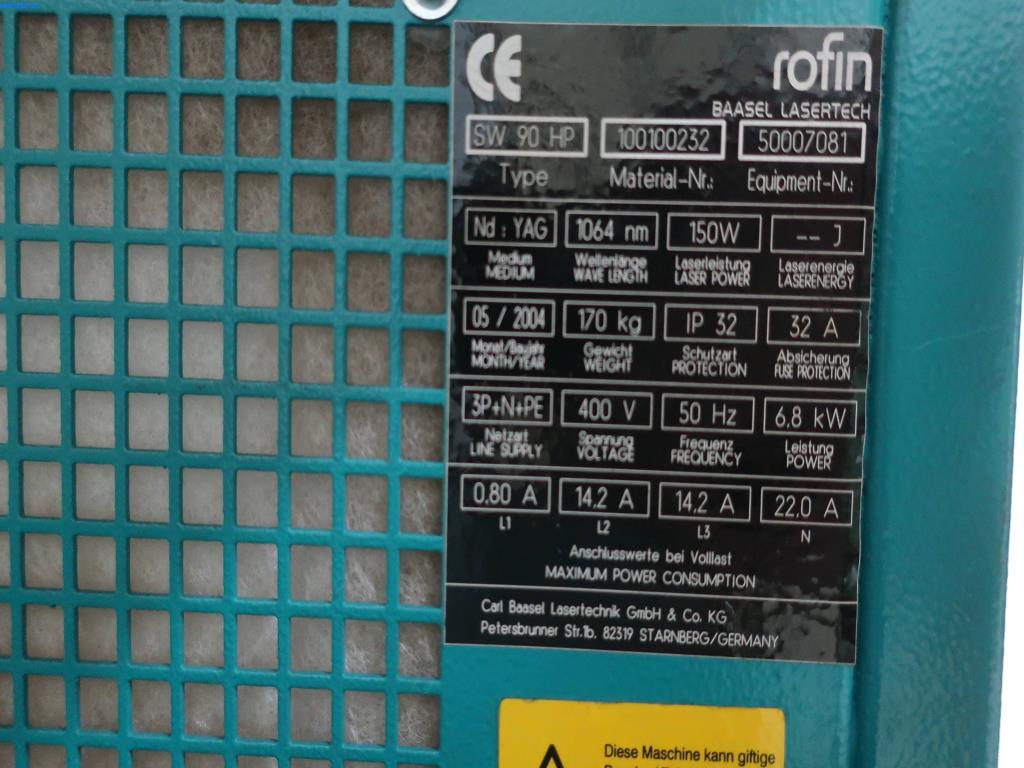 CE
rofin
BAASEL LASERTECH
SW 90 HP 100100232 50007081
Type Material-Nr.: Equipment-Nr.:
Nd : YAG 1064 nm 150W -- J
Medium Wellenlänge Laserleistung Laserenergie
MEDIUM WAVE LENGTH LASER POWER LASERENERGY
05 / 2004 170 kg IP 32 32 A
Monat/Baujahr Gewicht Schutzart Absicherung
MONTH/YEAR WEIGHT PROTECTION FUSE PROTECTION
3P+N+PE 400 V 50 Hz 6,8 kW
Netzart Spannung Frequenz Leistung
LINE SUPPLY VOLTAGE FREQUENCY POWER
0.80 A 14,2 A 14,2 A 22,0 A
L1 L2 L3 N
Anschlusswerte bei Volllast
MAXIMUM POWER CONSUMPTION
Carl Baasel Lasertechnik GmbH & Co. KG
Petersbrunner Str.1b, 82319 STARNBERG/GERMANY
Diese Maschine kann giftige